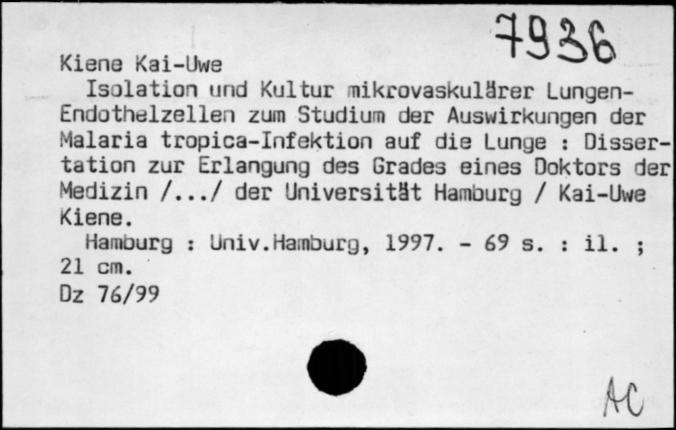 7936
Kiene Kai-Uwe
Isolation und Kultur mikrovaskulärer Lungen-
Endothelzellen zum Studium der Auswirkungen der
Malaria tropica-Infektion auf die Lunge : Disser-
tation zur Erlangung des Grades eines Doktors der
Medizin /.../ der Universität Hamburg / Kai-Uwe
Kiene.
Hamburg : Univ.Hamburg, 1997. - 69 s. : il. ;
21 cm.
Dz 76/99
AC